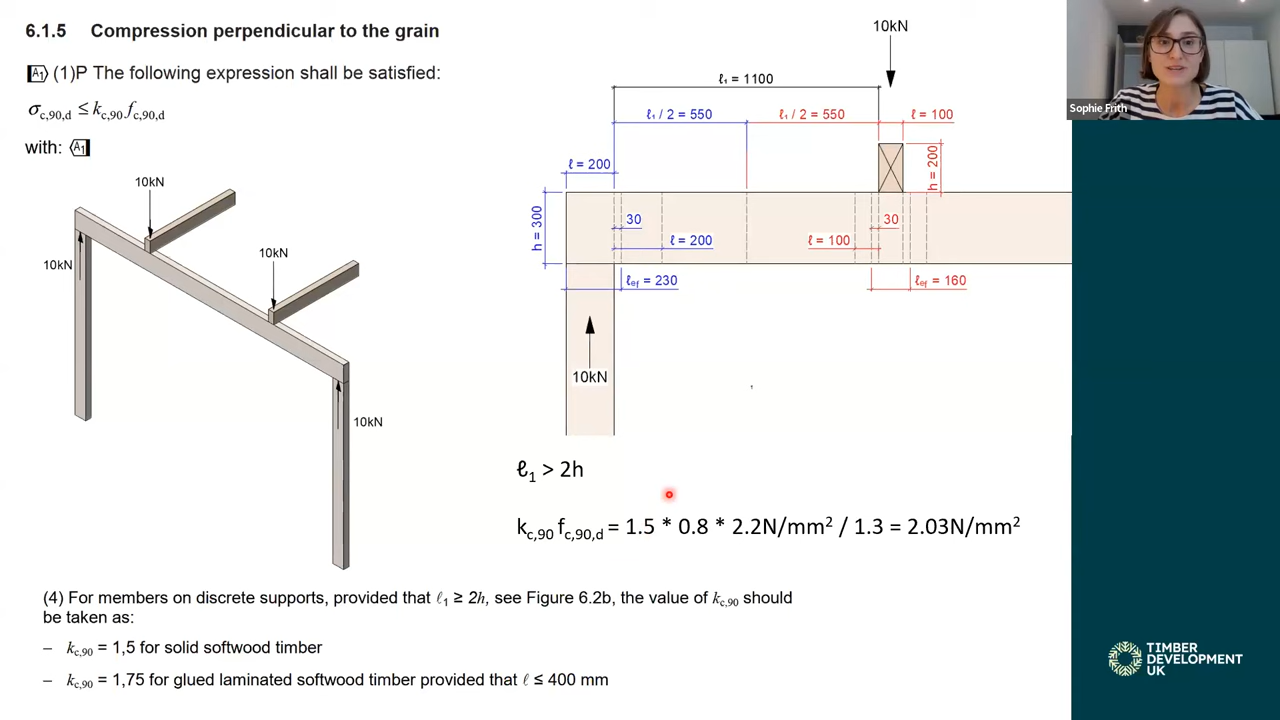 6.1.5 Compression perpendicular to the grain
A1 (1)P The following expression shall be satisfied:
σc,90,d ≤ kc,90 fc,90,d
with: A1
10kN
10kN
10kN
10kN
10kN
ℓ₁ = 1100
ℓ₁ / 2 = 550
ℓ₁ / 2 = 550
ℓ = 100
ℓ = 200
h = 200
h = 300
30
30
ℓ = 200
ℓ = 100
ℓef = 230
ℓef = 160
10kN
ℓ₁ > 2h
kc,90 fc,90,d = 1.5 * 0.8 * 2.2N/mm² / 1.3 = 2.03N/mm²
(4) For members on discrete supports, provided that ℓ₁ ≥ 2h, see Figure 6.2b, the value of kc,90 should
be taken as:
– kc,90 = 1,5 for solid softwood timber
– kc,90 = 1,75 for glued laminated softwood timber provided that ℓ ≤ 400 mm
Sophie Frith
TIMBER
DEVELOPMENT
UK